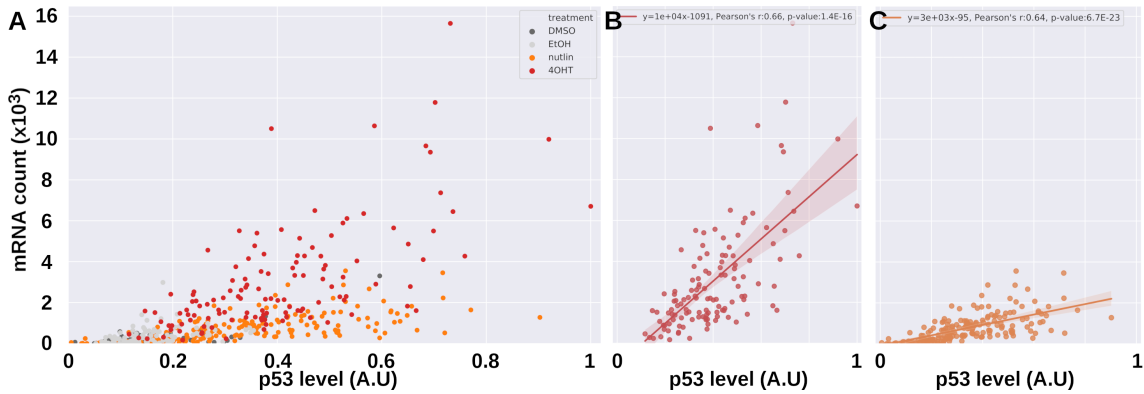 A
mRNA count (x10³)
16
14
12
10
8
6
4
2
0
0
0.2
0.4
0.6
0.8
1
p53 level (A.U)
treatment
DMSO
EtOH
nutlin
4OHT
B
y=1e+04x-1091, Pearson's r:0.66, p-value:1.4E-16
0
1
p53 level (A.U)
C
y=3e+03x-95, Pearson's r:0.64, p-value:6.7E-23
0
1
p53 level (A.U)